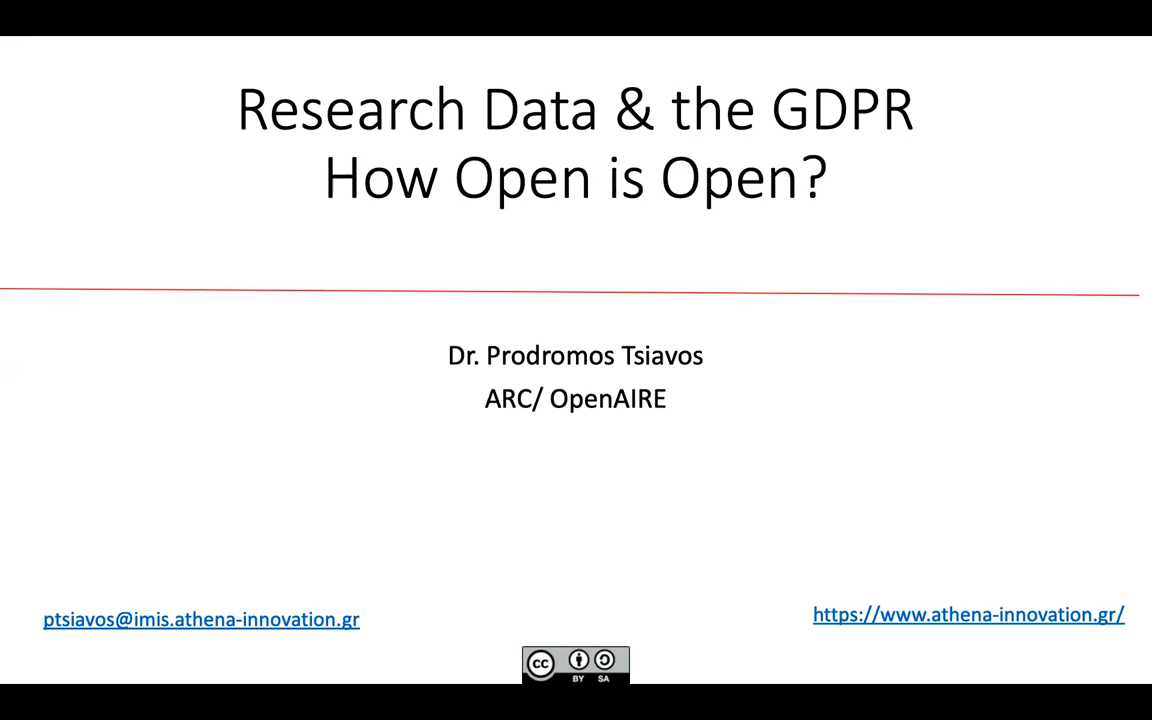 Research Data & the GDPR
How Open is Open?
Dr. Prodromos Tsiavos
ARC/ OpenAIRE
ptsiavos@imis.athena-innovation.gr
https://www.athena-innovation.gr/
cc
BY SA